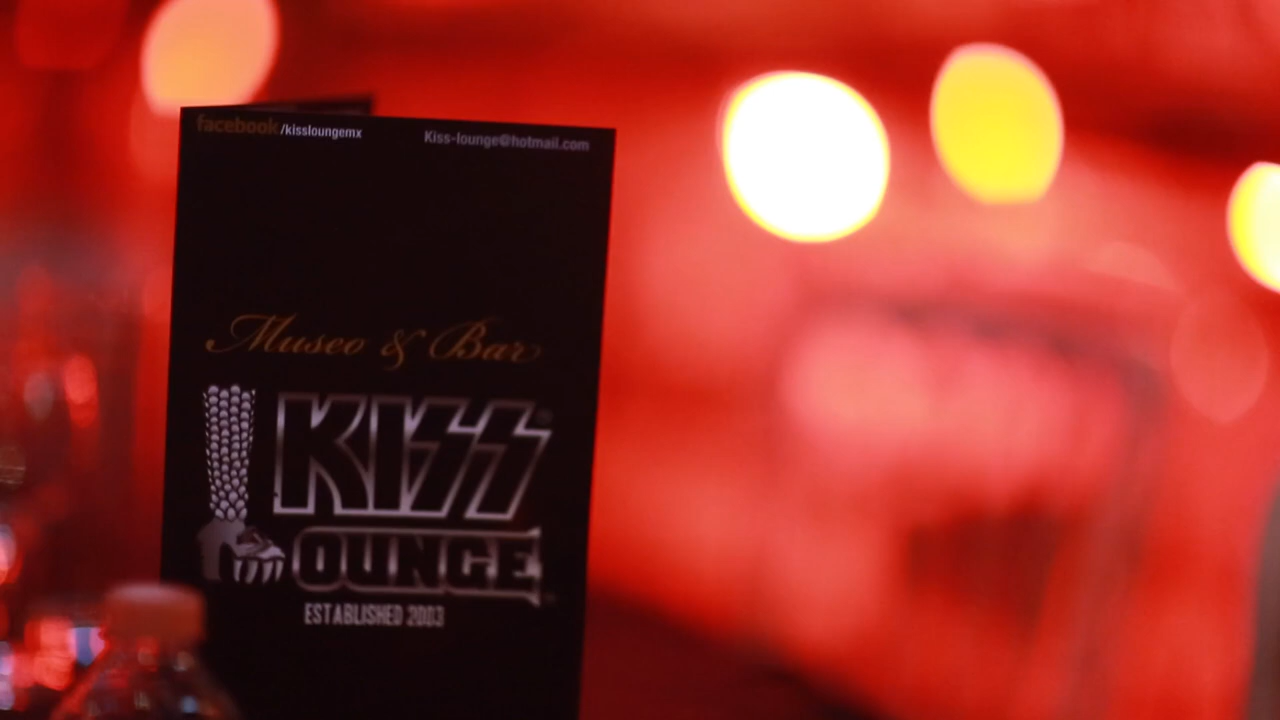 facebook/kissloungemx Kiss-lounge@hotmail.com
Museo & Bar
KISS®
LOUNGE
ESTABLISHED 2003